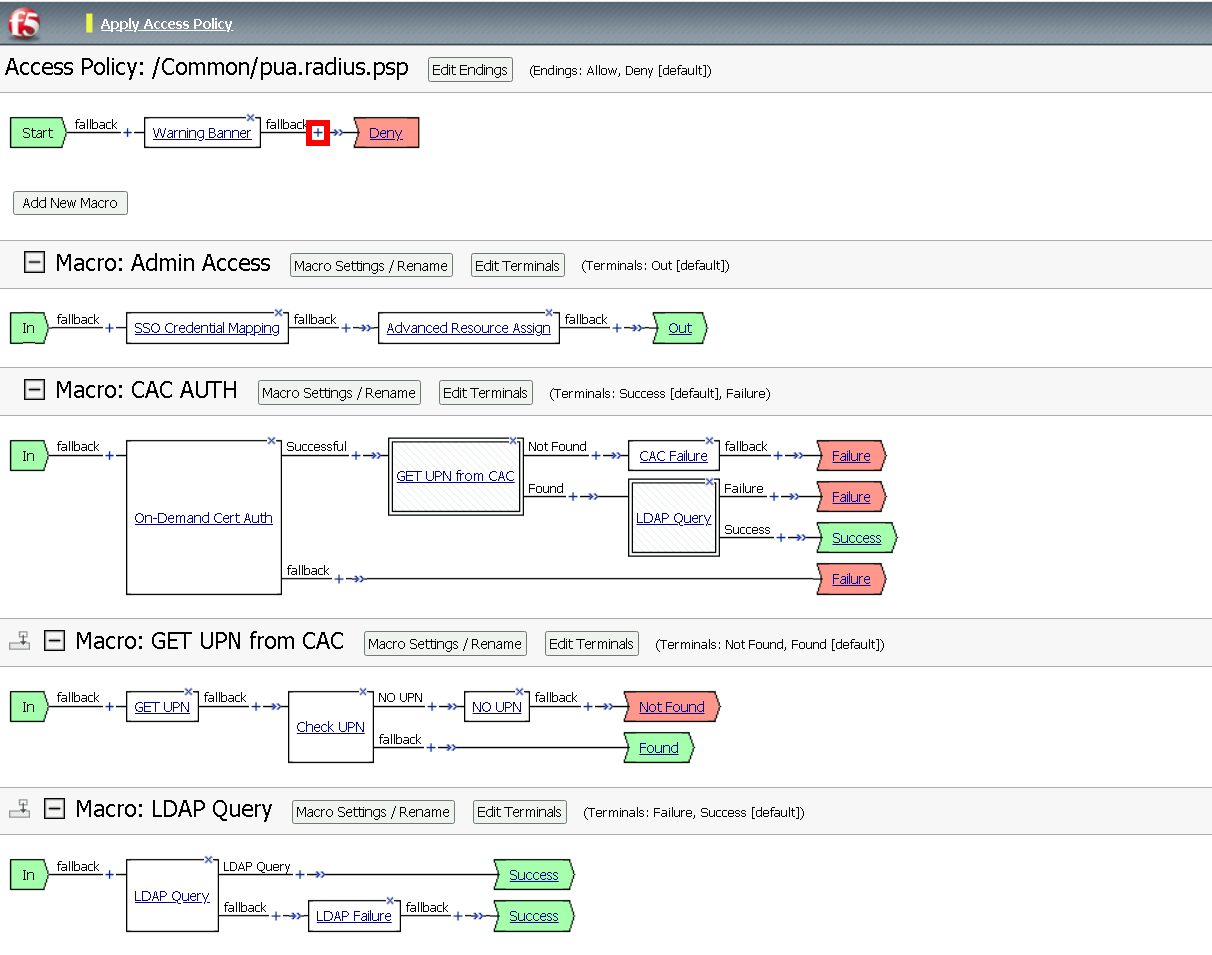 f5 Apply Access Policy
Access Policy: /Common/pua.radius.psp Edit Endings (Endings: Allow, Deny [default])
Start fallback + Warning Banner × fallback + Deny
Add New Macro
Macro: Admin Access Macro Settings / Rename Edit Terminals (Terminals: Out [default])
In fallback + SSO Credential Mapping × fallback + Advanced Resource Assign × fallback + Out
Macro: CAC AUTH Macro Settings / Rename Edit Terminals (Terminals: Success [default], Failure)
In fallback + On-Demand Cert Auth × Successful + GET UPN from CAC × Not Found + CAC Failure × fallback + Failure
Found + LDAP Query × Failure + Failure
Success + Success
fallback + Failure
Macro: GET UPN from CAC Macro Settings / Rename Edit Terminals (Terminals: Not Found, Found [default])
In fallback + GET UPN × fallback + Check UPN × NO UPN + NO UPN × fallback + Not Found
fallback + Found
Macro: LDAP Query Macro Settings / Rename Edit Terminals (Terminals: Failure, Success [default])
In fallback + LDAP Query × LDAP Query + Success
fallback + LDAP Failure × fallback + Success